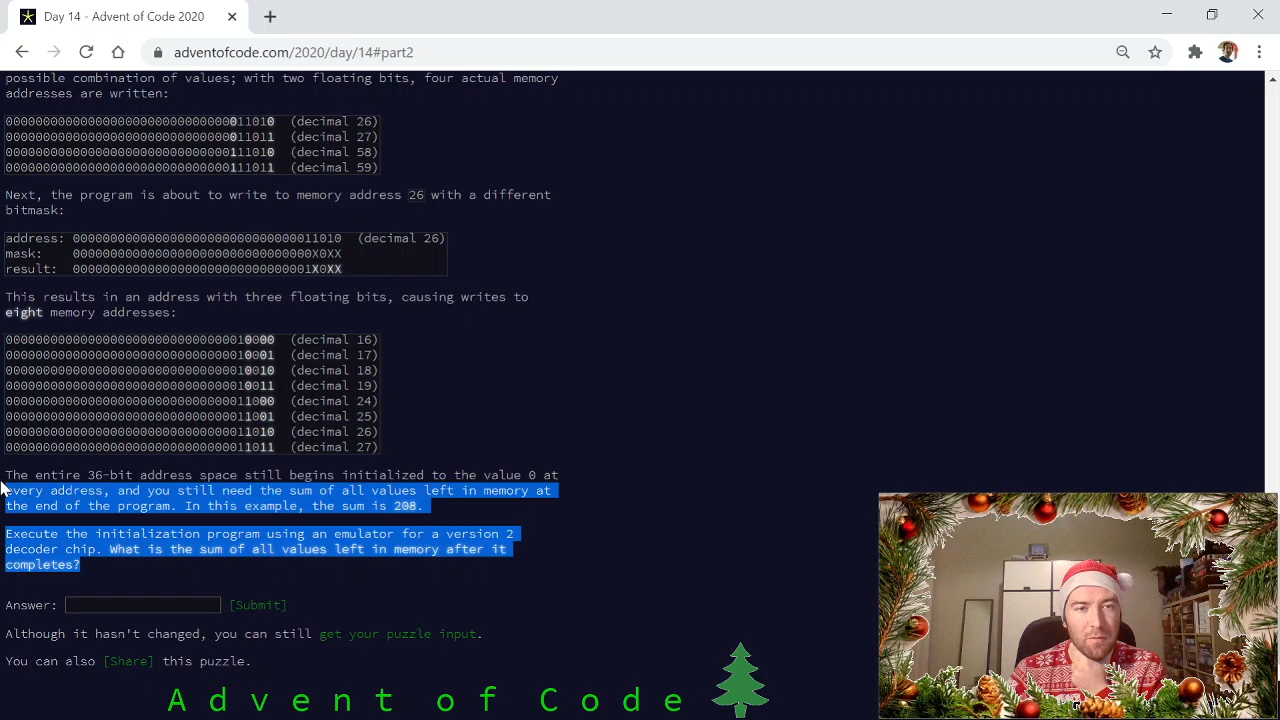 Day 14 - Advent of Code 2020
adventofcode.com/2020/day/14#part2
possible combination of values; with two floating bits, four actual memory
addresses are written:
000000000000000000000000000000011010 (decimal 26)
000000000000000000000000000000011011 (decimal 27)
000000000000000000000000000000111010 (decimal 58)
000000000000000000000000000000111011 (decimal 59)
Next, the program is about to write to memory address 26 with a different
bitmask:
address: 000000000000000000000000000000011010 (decimal 26)
mask: 00000000000000000000000000000000X0XX
result: 00000000000000000000000000000001X0XX
This results in an address with three floating bits, causing writes to
eight memory addresses:
000000000000000000000000000000010000 (decimal 16)
000000000000000000000000000000010001 (decimal 17)
000000000000000000000000000000010010 (decimal 18)
000000000000000000000000000000010011 (decimal 19)
000000000000000000000000000000011000 (decimal 24)
000000000000000000000000000000011001 (decimal 25)
000000000000000000000000000000011010 (decimal 26)
000000000000000000000000000000011011 (decimal 27)
The entire 36-bit address space still begins initialized to the value 0 at
every address, and you still need the sum of all values left in memory at
the end of the program. In this example, the sum is 208.
Execute the initialization program using an emulator for a version 2
decoder chip. What is the sum of all values left in memory after it
completes?
Answer: [Submit]
Although it hasn't changed, you can still get your puzzle input.
You can also [Share] this puzzle.
Advent of Code